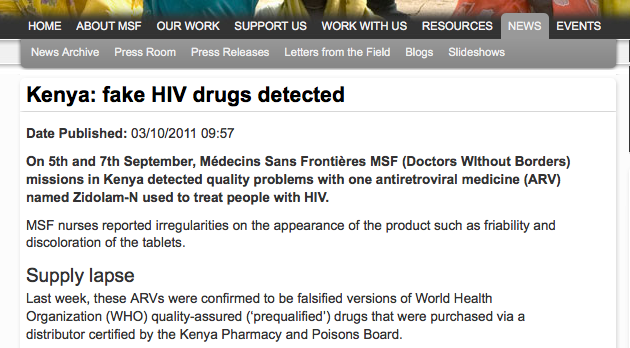 HOME ABOUT MSF OUR WORK SUPPORT US WORK WITH US RESOURCES NEWS EVENTS
News Archive Press Room Press Releases Letters from the Field Blogs Slideshows
Kenya: fake HIV drugs detected
Date Published: 03/10/2011 09:57
On 5th and 7th September, Médecins Sans Frontières MSF (Doctors WIthout Borders)
missions in Kenya detected quality problems with one antiretroviral medicine (ARV)
named Zidolam-N used to treat people with HIV.
MSF nurses reported irregularities on the appearance of the product such as friability and
discoloration of the tablets.
Supply lapse
Last week, these ARVs were confirmed to be falsified versions of World Health
Organization (WHO) quality-assured (‘prequalified’) drugs that were purchased via a
distributor certified by the Kenya Pharmacy and Poisons Board.